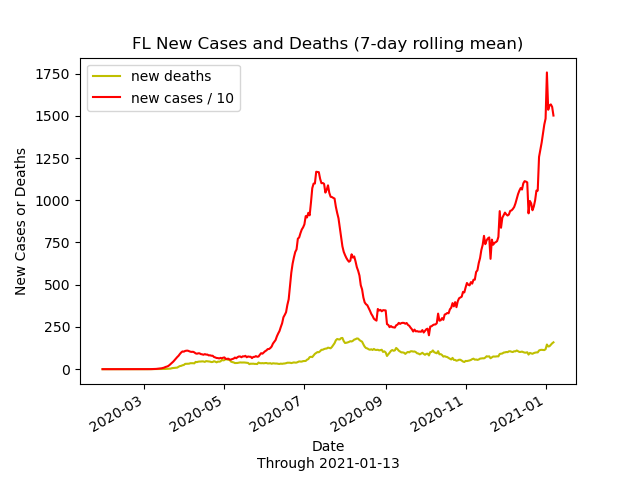 FL New Cases and Deaths (7-day rolling mean)
new deaths
new cases / 10
New Cases or Deaths
1750
1500
1250
1000
750
500
250
0
2020-03
2020-05
2020-07
2020-09
2020-11
2021-01
Date
Through 2021-01-13